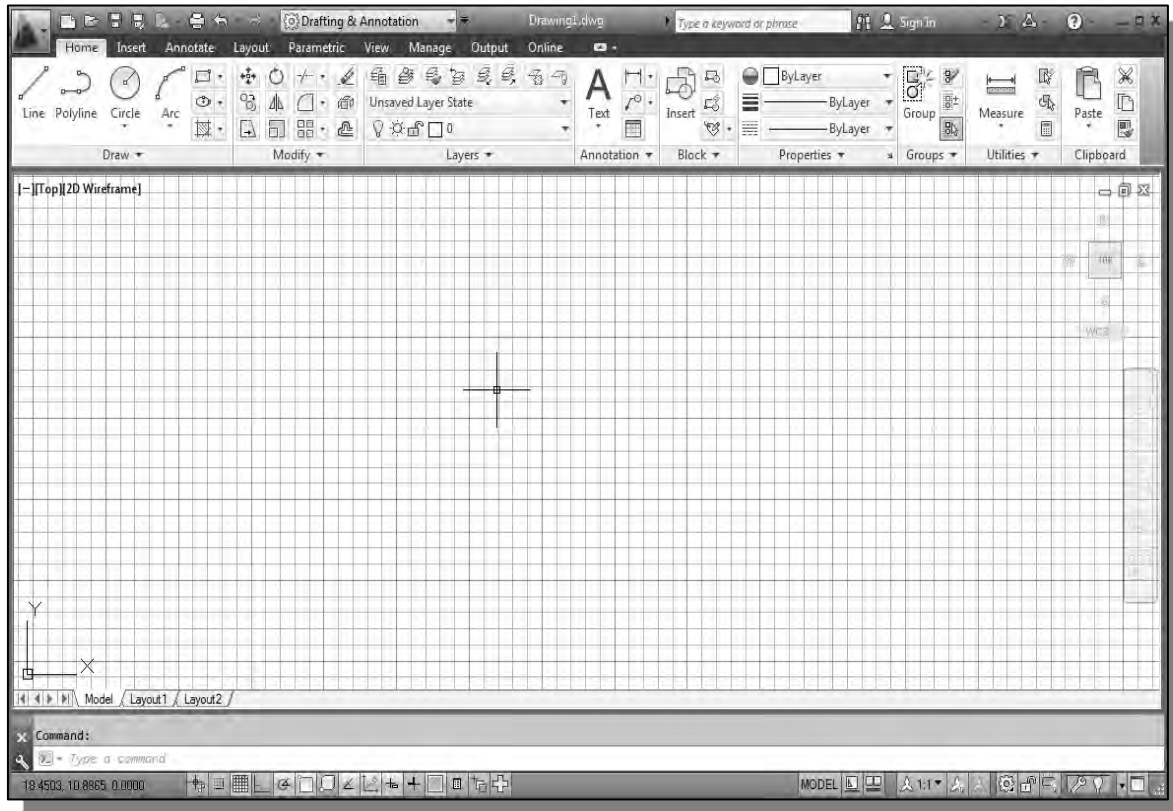 Drafting & Annotation Drawing1.dwg Type a keyword or phrase Sign In
Home Insert Annotate Layout Parametric View Manage Output Online
Line Polyline Circle Arc Unsaved Layer State 0 Text Insert ByLayer ByLayer ByLayer Group Measure Paste
Draw Modify Layers Annotation Block Properties Groups Utilities Clipboard
[−][Top][2D Wireframe]
TOP
WCS
Y
X
Model Layout1 Layout2
Command:
Type a command
18.4503, 10.8865, 0.0000 MODEL 1:1